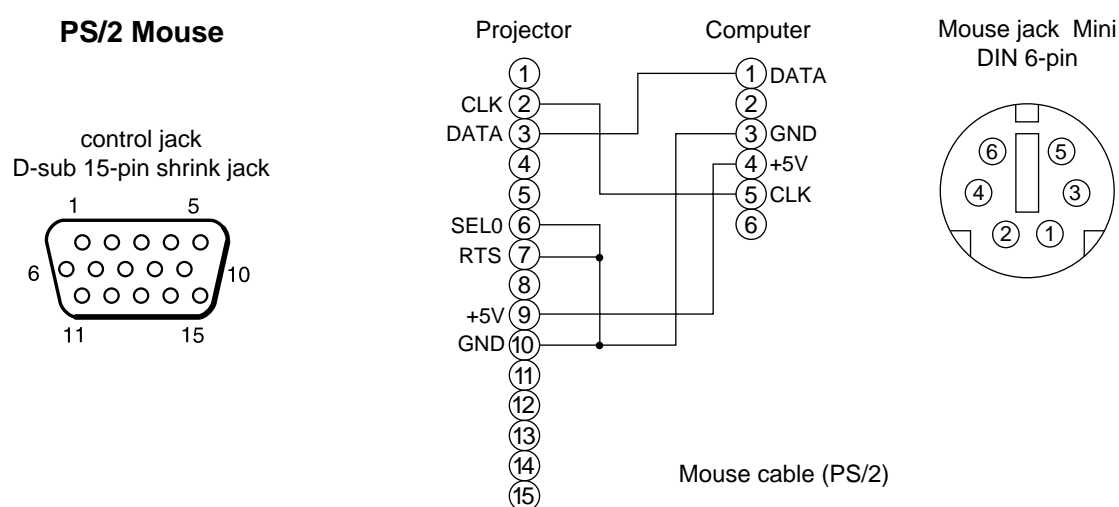 PS/2 Mouse
control jack
D-sub 15-pin shrink jack
1 5
6 10
11 15
Projector
Computer
1
CLK 2
DATA 3
4
5
SEL0 6
RTS 7
8
+5V 9
GND 10
11
12
13
14
15
1 DATA
2
3 GND
4 +5V
5 CLK
6
Mouse cable (PS/2)
Mouse jack Mini
DIN 6-pin
6 5
4 3
2 1